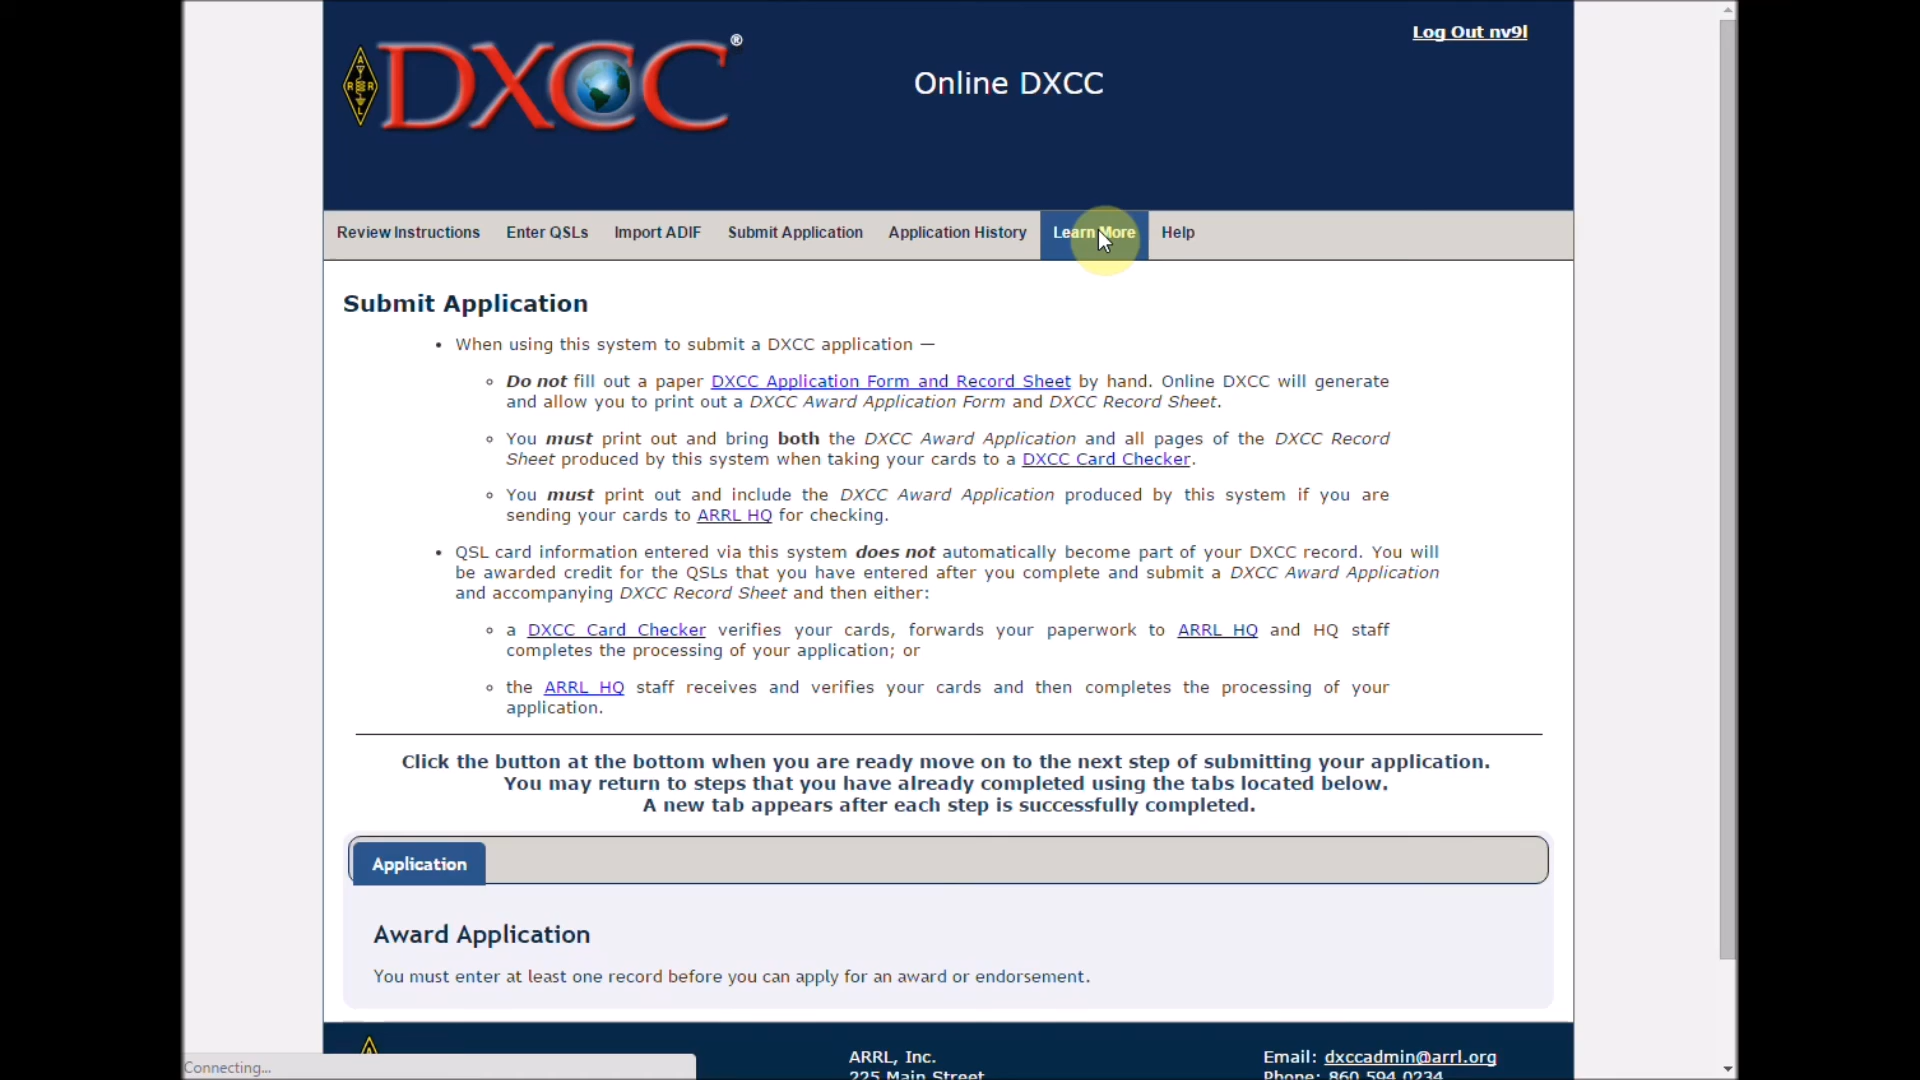 Log Out nv9l
DXCC®
ARRL
Online DXCC
Review Instructions Enter QSLs Import ADIF Submit Application Application History Learn More Help
Submit Application
• When using this system to submit a DXCC application —
◦ Do not fill out a paper DXCC Application Form and Record Sheet by hand. Online DXCC will generate
and allow you to print out a DXCC Award Application Form and DXCC Record Sheet.
◦ You must print out and bring both the DXCC Award Application and all pages of the DXCC Record
Sheet produced by this system when taking your cards to a DXCC Card Checker.
◦ You must print out and include the DXCC Award Application produced by this system if you are
sending your cards to ARRL HQ for checking.
• QSL card information entered via this system does not automatically become part of your DXCC record. You will
be awarded credit for the QSLs that you have entered after you complete and submit a DXCC Award Application
and accompanying DXCC Record Sheet and then either:
◦ a DXCC Card Checker verifies your cards, forwards your paperwork to ARRL HQ and HQ staff
completes the processing of your application; or
◦ the ARRL HQ staff receives and verifies your cards and then completes the processing of your
application.
Click the button at the bottom when you are ready move on to the next step of submitting your application.
You may return to steps that you have already completed using the tabs located below.
A new tab appears after each step is successfully completed.
Application
Award Application
You must enter at least one record before you can apply for an award or endorsement.
ARRL, Inc.
225 Main Street
Email: dxccadmin@arrl.org
Phone: 860 594 0234
Connecting...